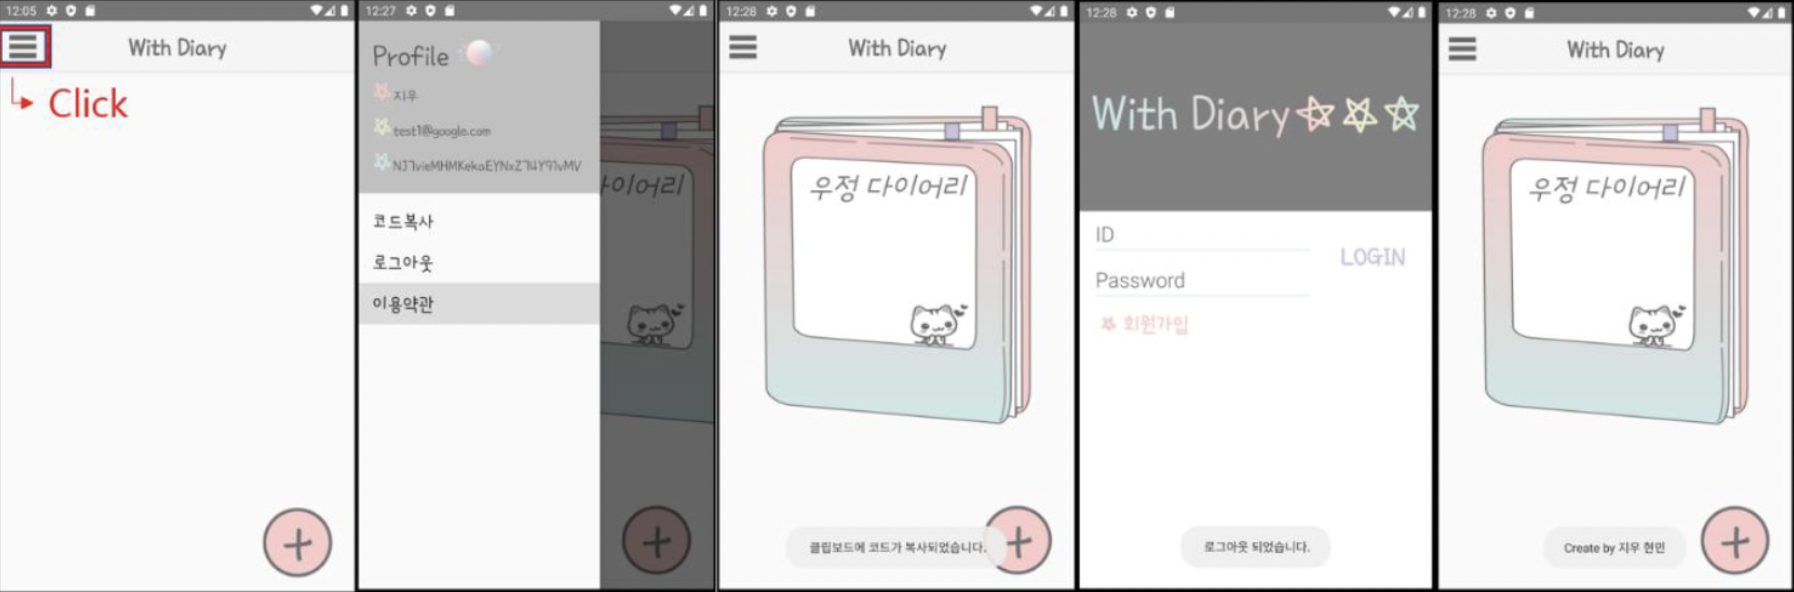 12:05
With Diary
Click
12:27
Profile
지우
test1@google.com
코드복사
로그아웃
이용약관
다이어리
12:28
With Diary
우정 다이어리
클립보드에 코드가 복사되었습니다.
12:28
With Diary
ID
LOGIN
Password
회원가입
로그아웃 되었습니다.
12:28
With Diary
우정 다이어리
Create by 지우 현민